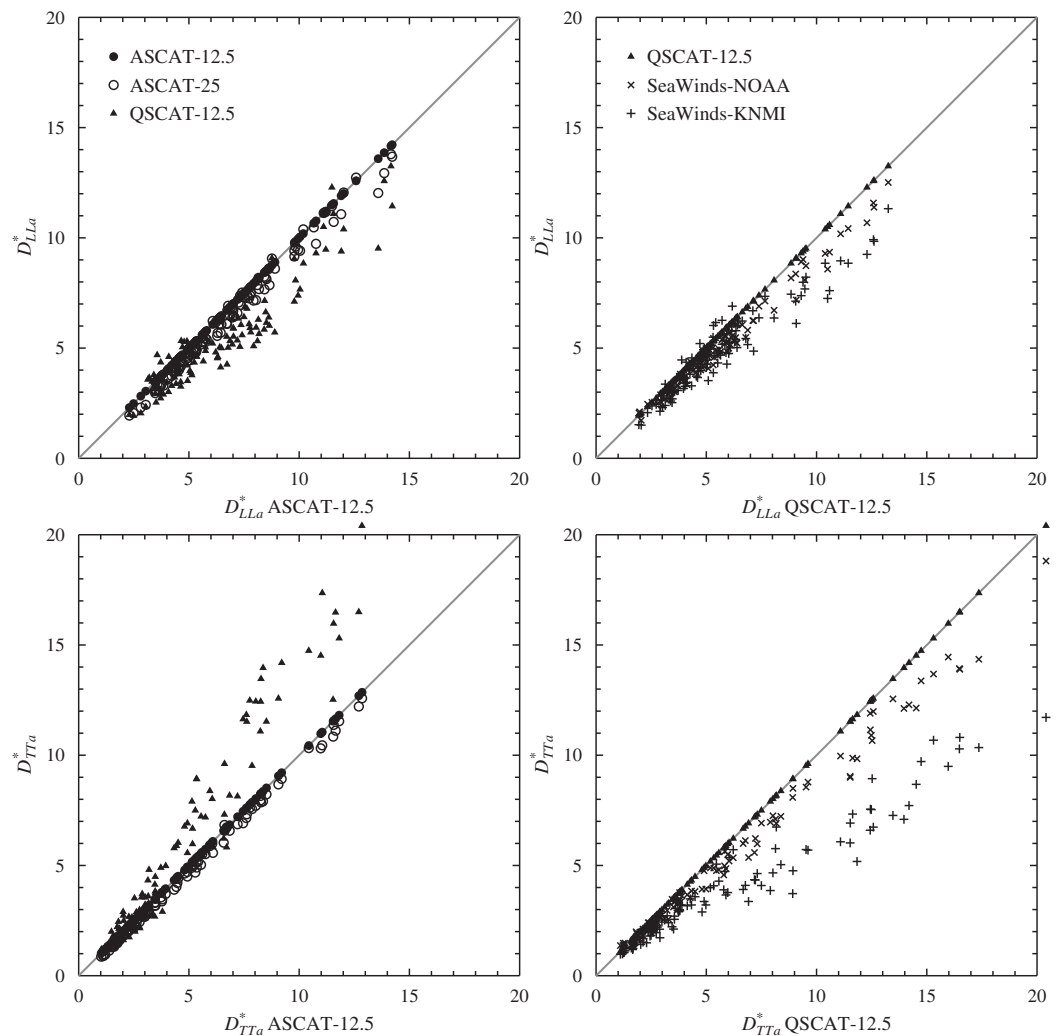 20
15
10
5
0
D*LLa
ASCAT-12.5
ASCAT-25
QSCAT-12.5
0 5 10 15 20
D*LLa ASCAT-12.5
20
15
10
5
0
D*LLa
QSCAT-12.5
SeaWinds-NOAA
SeaWinds-KNMI
0 5 10 15 20
D*LLa QSCAT-12.5
20
15
10
5
0
D*TTa
0 5 10 15 20
D*TTa ASCAT-12.5
20
15
10
5
0
D*TTa
0 5 10 15 20
D*TTa QSCAT-12.5